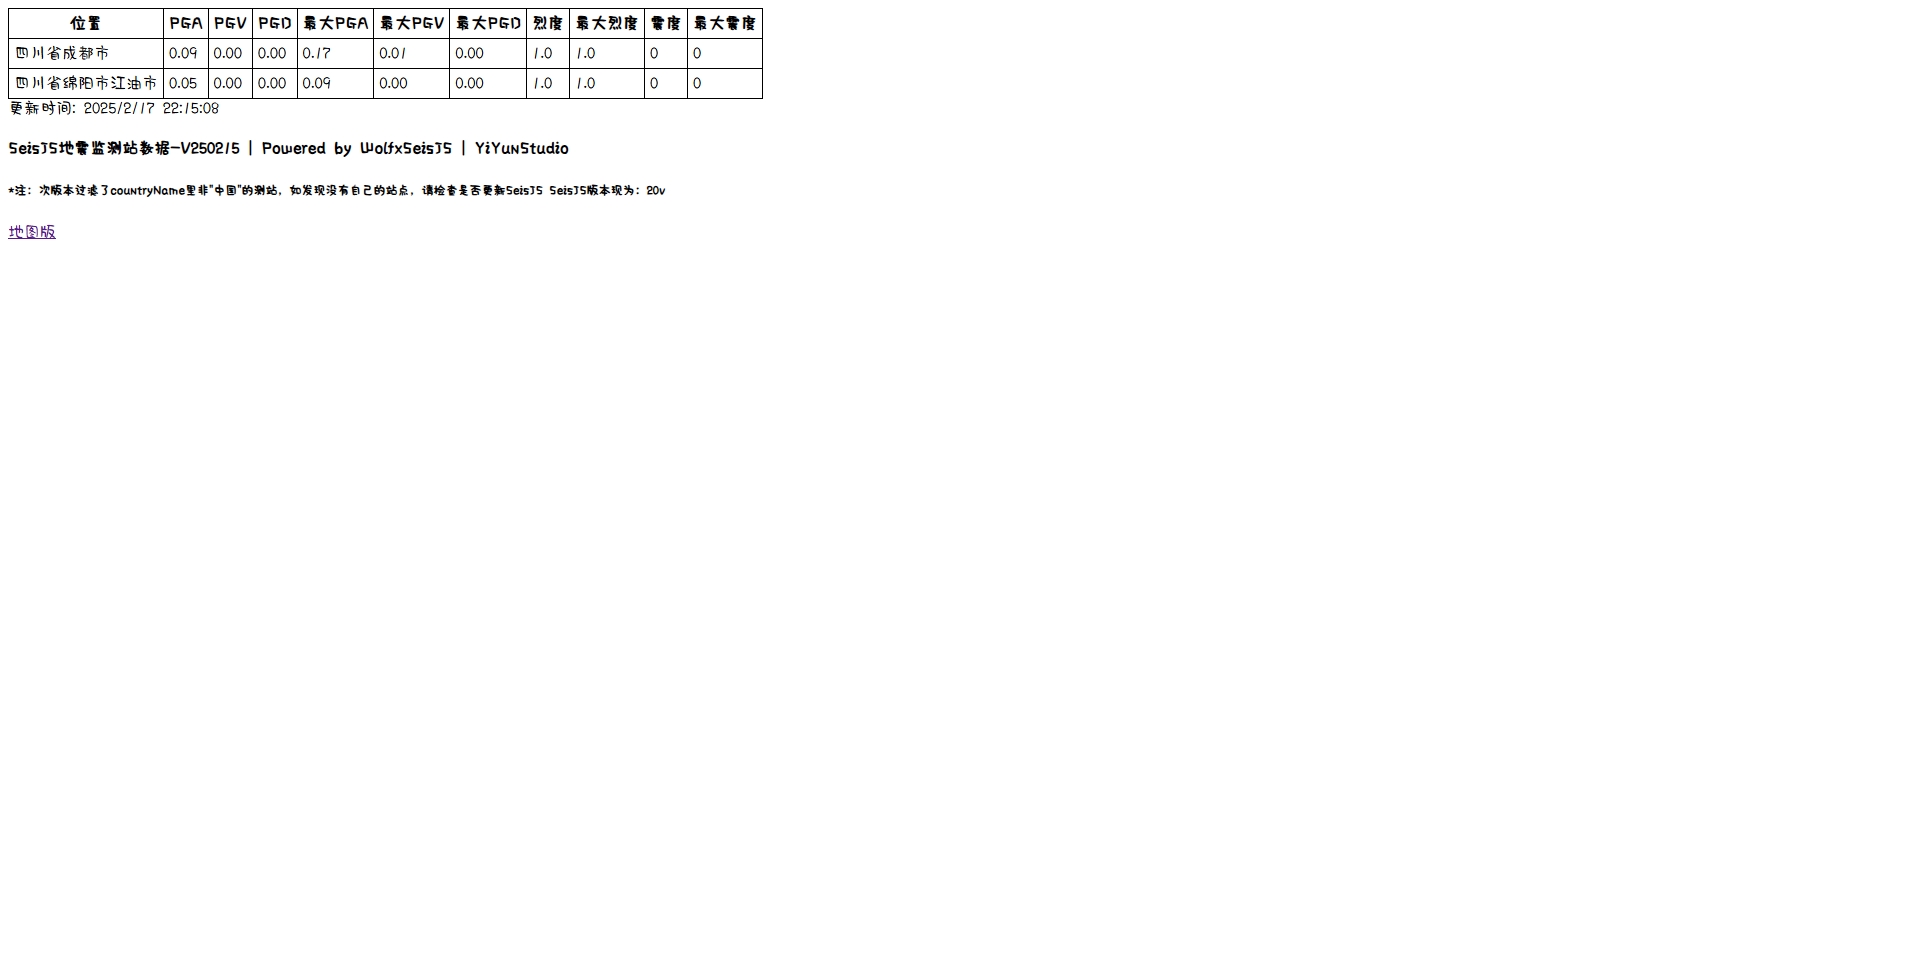 位置 PGA PGV PGD 最大PGA 最大PGV 最大PGD 烈度 最大烈度 震度 最大震度
四川省成都市 0.09 0.00 0.00 0.17 0.01 0.00 1.0 1.0 0 0
四川省绵阳市江油市 0.05 0.00 0.00 0.09 0.00 0.00 1.0 1.0 0 0
更新时间: 2025/2/17 22:15:08
SeisJS地震监测站数据-V250215 | Powered by WolfxSeisJS | YiYunStudio
*注：次版本过滤了countryName里非"中国"的测站，如发现没有自己的站点，请检查是否更新SeisJS SeisJS版本现为：20v
地图版